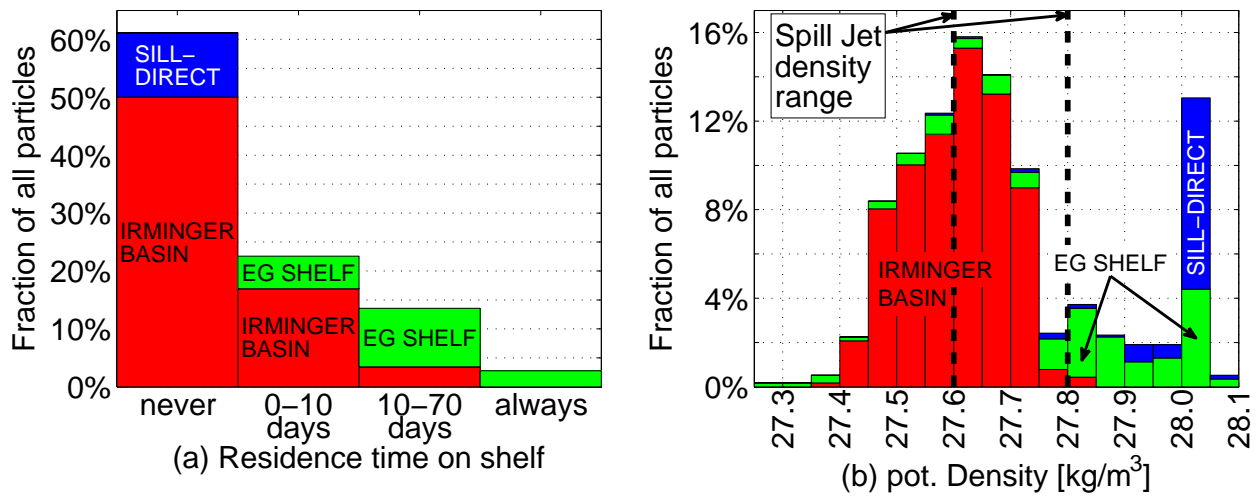 Fraction of all particles
60%
50%
40%
30%
20%
10%
0%
SILL–
DIRECT
IRMINGER
BASIN
EG SHELF
IRMINGER
BASIN
EG SHELF
never
0–10
days
10–70
days
always
(a) Residence time on shelf
Fraction of all particles
16%
12%
8%
4%
0%
Spill Jet
density
range
IRMINGER
BASIN
EG SHELF
SILL–DIRECT
27.3
27.4
27.5
27.6
27.7
27.8
27.9
28.0
28.1
(b) pot. Density [kg/m³]